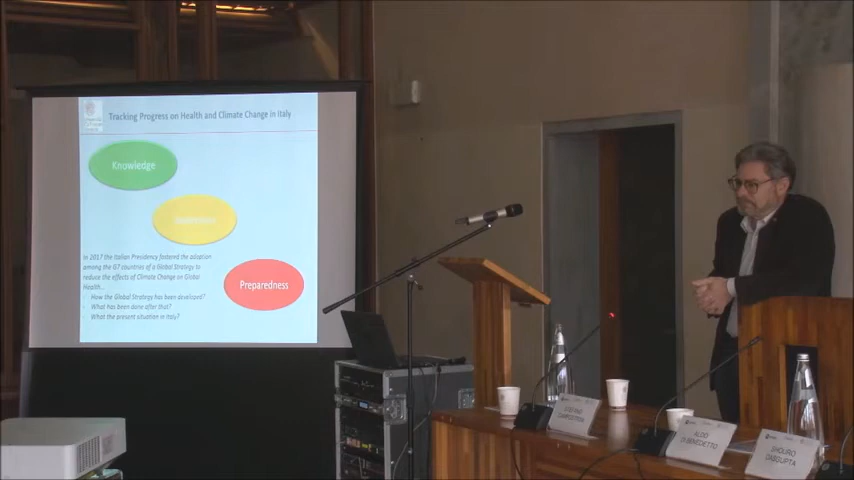 Tracking Progress on Health and Climate Change in Italy
Knowledge
In 2017 the Italian Presidency fostered the adoption
among the G7 countries of a Global Strategy to
reduce the effects of Climate Change on Global
Health...
How the Global Strategy has been developed?
What has been done after that?
What the present situation in Italy?
Preparedness
STEFANO
CAMPOSTRINI
ALDO
DI BENEDETTO
SHOURO
DASGUPTA